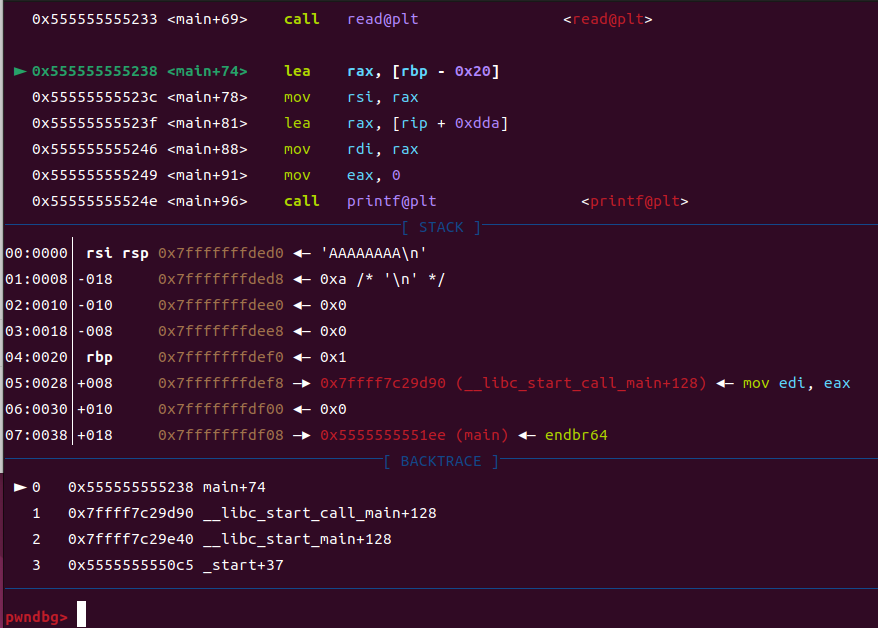 0x555555555233 <main+69> call read@plt <read@plt>
► 0x555555555238 <main+74> lea rax, [rbp - 0x20]
0x55555555523c <main+78> mov rsi, rax
0x55555555523f <main+81> lea rax, [rip + 0xdda]
0x555555555246 <main+88> mov rdi, rax
0x555555555249 <main+91> mov eax, 0
0x55555555524e <main+96> call printf@plt <printf@plt>
[ STACK ]
00:0000│ rsi rsp 0x7fffffffded0 ◂— 'AAAAAAAA\n'
01:0008│-018 0x7fffffffded8 ◂— 0xa /* '\n' */
02:0010│-010 0x7fffffffdee0 ◂— 0x0
03:0018│-008 0x7fffffffdee8 ◂— 0x0
04:0020│ rbp 0x7fffffffdef0 ◂— 0x1
05:0028│+008 0x7fffffffdef8 —▸ 0x7ffff7c29d90 (__libc_start_call_main+128) ◂— mov edi, eax
06:0030│+010 0x7fffffffdf00 ◂— 0x0
07:0038│+018 0x7fffffffdf08 —▸ 0x5555555551ee (main) ◂— endbr64
[ BACKTRACE ]
► 0 0x555555555238 main+74
1 0x7ffff7c29d90 __libc_start_call_main+128
2 0x7ffff7c29e40 __libc_start_main+128
3 0x5555555550c5 _start+37
pwndbg>